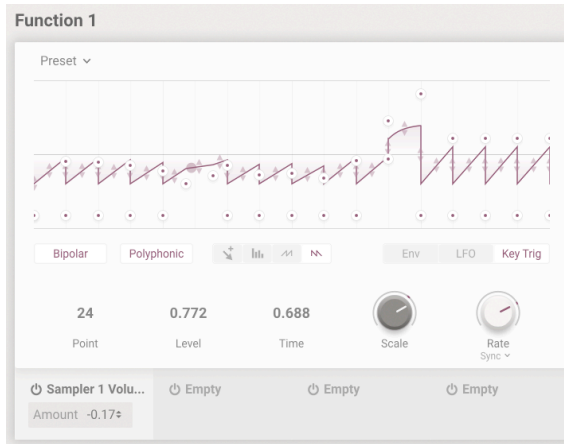 Function 1
Preset
Bipolar
Polyphonic
Env
LFO
Key Trig
24
0.772
0.688
Point
Level
Time
Scale
Rate
Sync
Sampler 1 Volu...
Empty
Empty
Empty
Amount -0.17